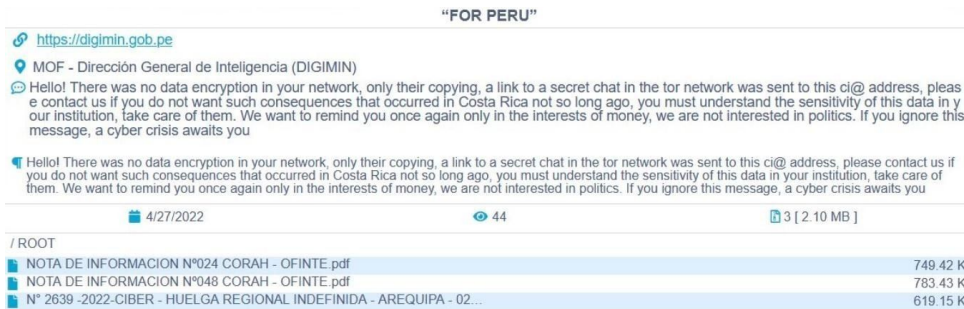 “FOR PERU”
https://digimin.gob.pe
MOF - Dirección General de Inteligencia (DIGIMIN)
Hello! There was no data encryption in your network, only their copying, a link to a secret chat in the tor network was sent to this ci@ address, pleas
e contact us if you do not want such consequences that occurred in Costa Rica not so long ago, you must understand the sensitivity of this data in y
our institution, take care of them. We want to remind you once again only in the interests of money, we are not interested in politics. If you ignore this
message, a cyber crisis awaits you
Hello! There was no data encryption in your network, only their copying, a link to a secret chat in the tor network was sent to this ci@ address, please contact us if
you do not want such consequences that occurred in Costa Rica not so long ago, you must understand the sensitivity of this data in your institution, take care of
them. We want to remind you once again only in the interests of money, we are not interested in politics. If you ignore this message, a cyber crisis awaits you
4/27/2022 44 3 [ 2.10 MB ]
/ ROOT
NOTA DE INFORMACION Nº024 CORAH - OFINTE.pdf 749.42 K
NOTA DE INFORMACION Nº048 CORAH - OFINTE.pdf 783.43 K
N° 2639 -2022-CIBER - HUELGA REGIONAL INDEFINIDA - AREQUIPA - 02... 619.15 K